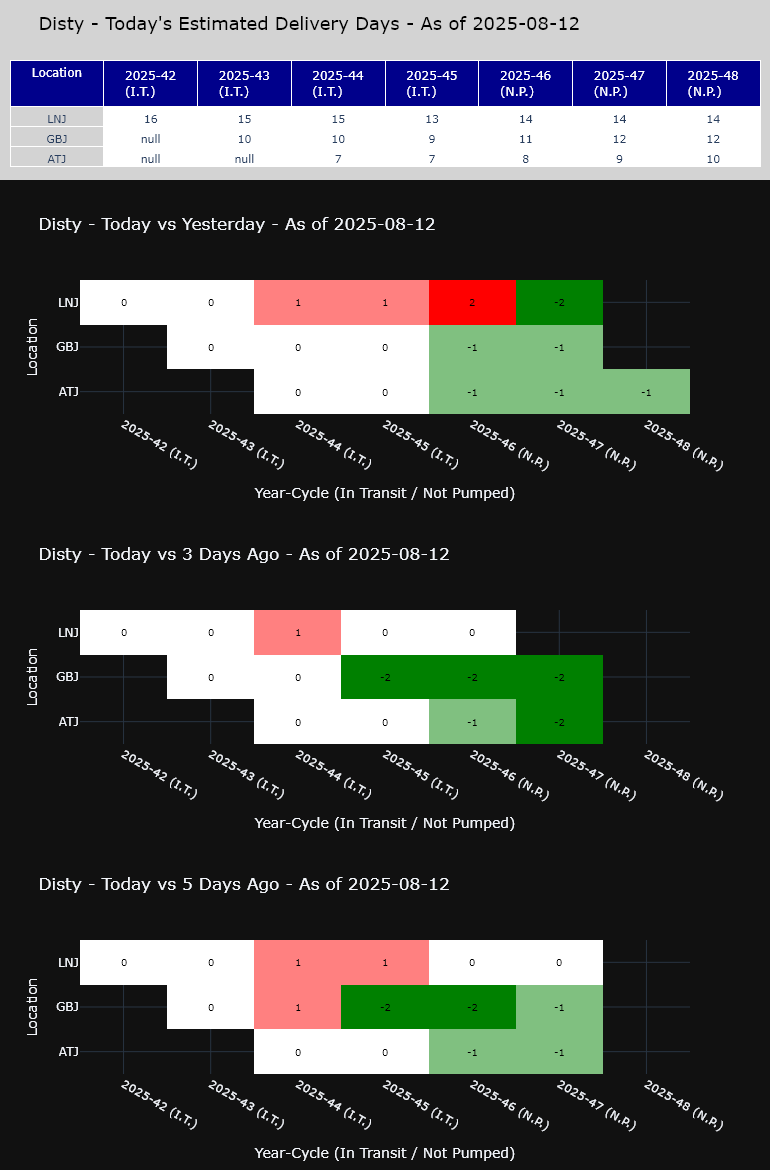 Disty - Today's Estimated Delivery Days - As of 2025-08-12
Location 2025-42 (I.T.) 2025-43 (I.T.) 2025-44 (I.T.) 2025-45 (I.T.) 2025-46 (N.P.) 2025-47 (N.P.) 2025-48 (N.P.)
LNJ 16 15 15 13 14 14 14
GBJ null 10 10 9 11 12 12
ATJ null null 7 7 8 9 10
Disty - Today vs Yesterday - As of 2025-08-12
Location
LNJ 0 0 1 1 2 -2
GBJ 0 0 0 -1 -1
ATJ 0 0 -1 -1 -1
2025-42 (I.T.) 2025-43 (I.T.) 2025-44 (I.T.) 2025-45 (I.T.) 2025-46 (N.P.) 2025-47 (N.P.) 2025-48 (N.P.)
Year-Cycle (In Transit / Not Pumped)
Disty - Today vs 3 Days Ago - As of 2025-08-12
Location
LNJ 0 0 1 0 0
GBJ 0 0 -2 -2 -2
ATJ 0 0 -1 -2
2025-42 (I.T.) 2025-43 (I.T.) 2025-44 (I.T.) 2025-45 (I.T.) 2025-46 (N.P.) 2025-47 (N.P.) 2025-48 (N.P.)
Year-Cycle (In Transit / Not Pumped)
Disty - Today vs 5 Days Ago - As of 2025-08-12
Location
LNJ 0 0 1 1 0 0
GBJ 0 1 -2 -2 -1
ATJ 0 0 -1 -1
2025-42 (I.T.) 2025-43 (I.T.) 2025-44 (I.T.) 2025-45 (I.T.) 2025-46 (N.P.) 2025-47 (N.P.) 2025-48 (N.P.)
Year-Cycle (In Transit / Not Pumped)